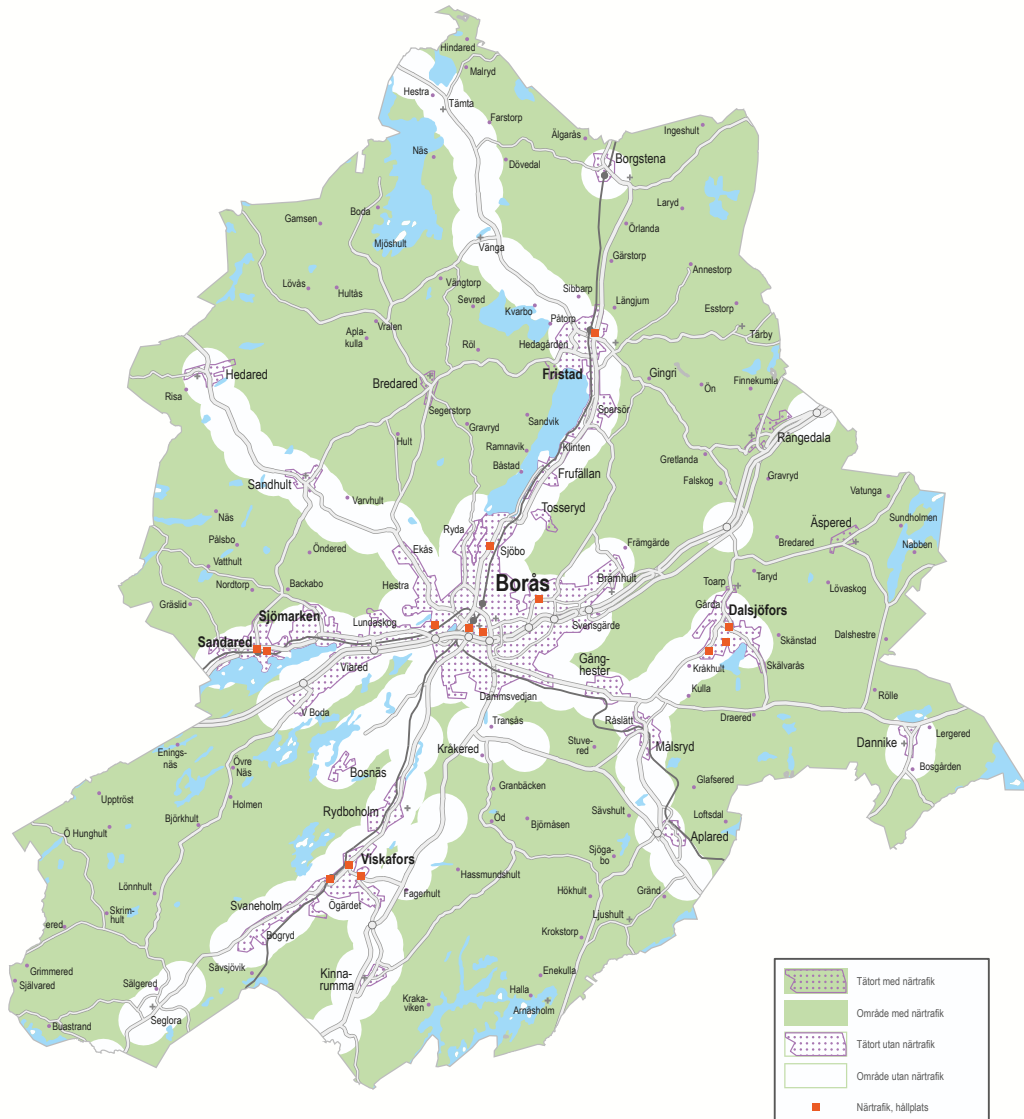 Hindared
Malryd
Hestra
Tämta
Farstorp
Älgarås
Ingeshult
Näs
Dövedal
Borgstena
Boda
Laryd
Gamsen
Örlanda
Mjöshult
Vänga
Gärstorp
Annestorp
Lövås
Hultås
Vängtorp
Sibbarp
Sevred
Kvarbo
Långjum
Esstorp
Påtorp
Vralen
Apla-
kulla
Tärby
Röl
Hedagården
Hedared
Bredared
Fristad
Gingri
Ön
Finnekumla
Risa
Segerstorp
Sandvik
Sparsör
Gravryd
Hult
Rångedala
Ramnavik
Klinten
Gretlanda
Båstad
Frufällan
Sandhult
Falskog
Gravryd
Varvhult
Vatunga
Näs
Tosseryd
Äspered
Sundholmen
Pålsbo
Ryda
Bredared
Öndered
Ekås
Sjöbo
Främgärde
Nabben
Vatthult
Nordtorp
Backabo
Hestra
Borås
Brämhult
Toarp
Taryd
Lövaskog
Gräslid
Sjömarken
Gårda
Dalsjöfors
Lundaskog
Svensgärde
Sandared
Skänstad
Dalshestre
Viared
Gång-
hester
Kråkhult
Skälvarås
Dammsvedjan
Kulla
Rölle
V Boda
Transås
Råslätt
Draered
Enings-
näs
Kråkered
Stuve-
red
Målsryd
Dannike
Lergered
Övre
Näs
Bosnäs
Bosgården
Upptröst
Holmen
Granbäcken
Glafsered
Rydboholm
Sävshult
Loftsdal
Ö Hunghult
Björkhult
Öd
Björnåsen
Aplared
Sjöga-
bo
Viskafors
Hassmundshult
Lönnhult
Fagerhult
Hökhult
Gränd
Svaneholm
Ögärdet
Skrim-
hult
Ljushult
ered
Bogryd
Krokstorp
Grimmered
Sävsjövik
Kinna-
rumma
Enekulla
Självared
Sälgered
Halla
Kraka-
viken
Arnasholm
Seglora
Buastrand
Tätort med närtrafik
Område med närtrafik
Tätort utan närtrafik
Område utan närtrafik
Närtrafik, hållplats